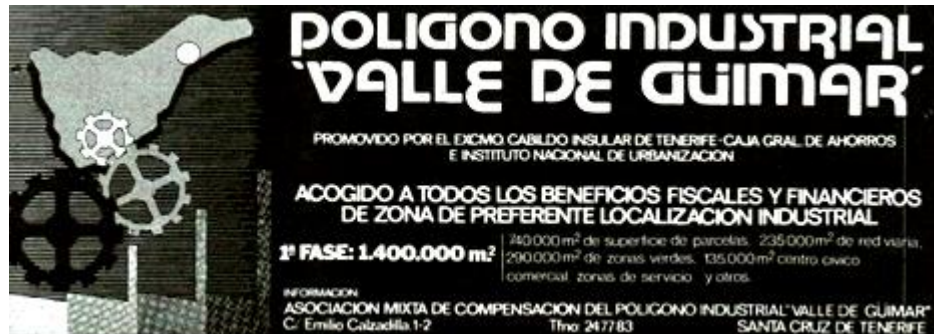 POLIGONO INDUSTRIAL
'VALLE DE GÜIMAR'
PROMOVIDO POR EL EXCMO. CABILDO INSULAR DE TENERIFE-CAJA GRAL. DE AHORROS
E INSTITUTO NACIONAL DE URBANIZACION
ACOGIDO A TODOS LOS BENEFICIOS FISCALES Y FINANCIEROS
DE ZONA DE PREFERENTE LOCALIZACION INDUSTRIAL
1ª FASE: 1.400.000 m²
740.000 m² de superficie de parcelas. 235.000 m² de red viaria.
290.000 m² de zonas verdes. 135.000 m² centro civico
comercial, zonas de servicio y otros.
INFORMACION:
ASOCIACION MIXTA DE COMPENSACION DEL POLIGONO INDUSTRIAL "VALLE DE GÜIMAR"
C/ Emilio Calzadilla 1-2 Tfno 247783 SANTA CRUZ DE TENERIFE